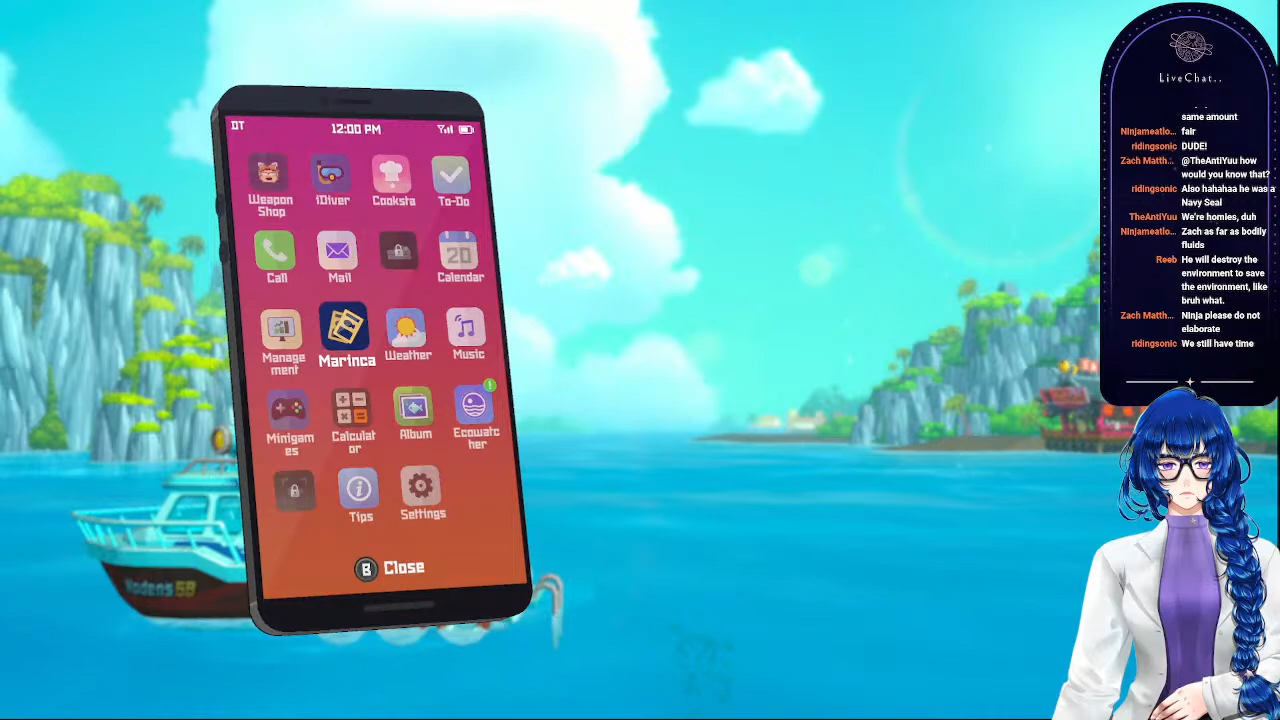 DT
12:00 PM
Weapon
Shop
iDiver
Cooksta
To-Do
Call
Mail
20
Calendar
Manage
ment
Marinca
Weather
Music
Minigam
es
Calculat
or
Album
!
Ecowatc
her
Tips
Settings
B Close
LiveChat..
same amount
Ninjameatlo... fair
ridingsonic DUDE!
Zach Matth... @TheAntiYuu how
would you know that?
ridingsonic Also hahahaa he was a
Navy Seal
TheAntiYuu We're homies, duh
Ninjameatlo... Zach as far as bodily
fluids
Reeb He will destroy the
environment to save
the environment, like
bruh what.
Zach Matth... Ninja please do not
elaborate
ridingsonic We still have time